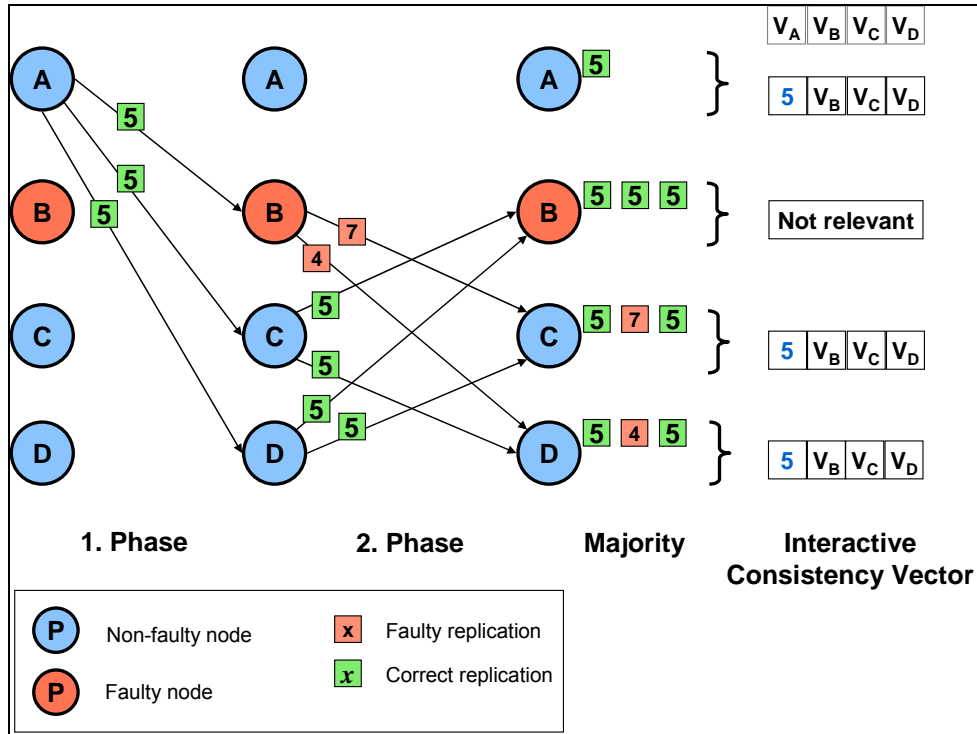 V_A V_B V_C V_D
A A A 5
5 V_B V_C V_D
5
5
5
B B B 5 5 5
7
4
Not relevant
5
C C C 5 7 5
5 V_B V_C V_D
5
5
5
D D D 5 4 5
5 V_B V_C V_D
1. Phase 2. Phase Majority Interactive
Consistency Vector
P Non-faulty node
x Faulty replication
P Faulty node
x Correct replication